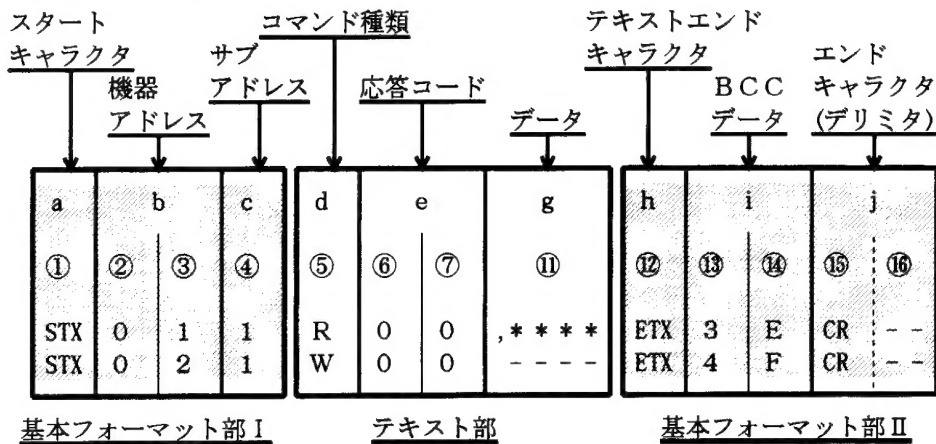 スタート
キャラクタ
機器
アドレス
サブ
アドレス
コマンド種類
応答コード
データ
テキストエンド
キャラクタ
BCC
データ
エンド
キャラクタ
(デリミタ)
a b c d e g h i j
① ② ③ ④ ⑤ ⑥ ⑦ ⑪ ⑫ ⑬ ⑭ ⑮ ⑯
STX 0 1 1 R 0 0 ,**** ETX 3 E CR --
STX 0 2 1 W 0 0 ---- ETX 4 F CR --
基本フォーマット部Ⅰ テキスト部 基本フォーマット部Ⅱ